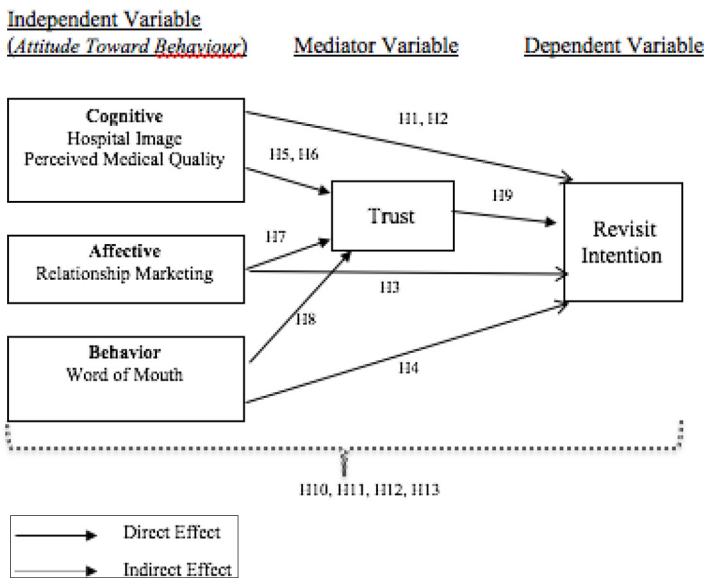 Independent Variable
(Attitude Toward Behaviour)
Mediator Variable
Dependent Variable
Cognitive
Hospital Image
Perceived Medical Quality
H1, H2
H5, H6
Trust
H9
Revisit
Intention
Affective
Relationship Marketing
H7
H3
H8
Behavior
Word of Mouth
H4
H10, H11, H12, H13
Direct Effect
Indirect Effect